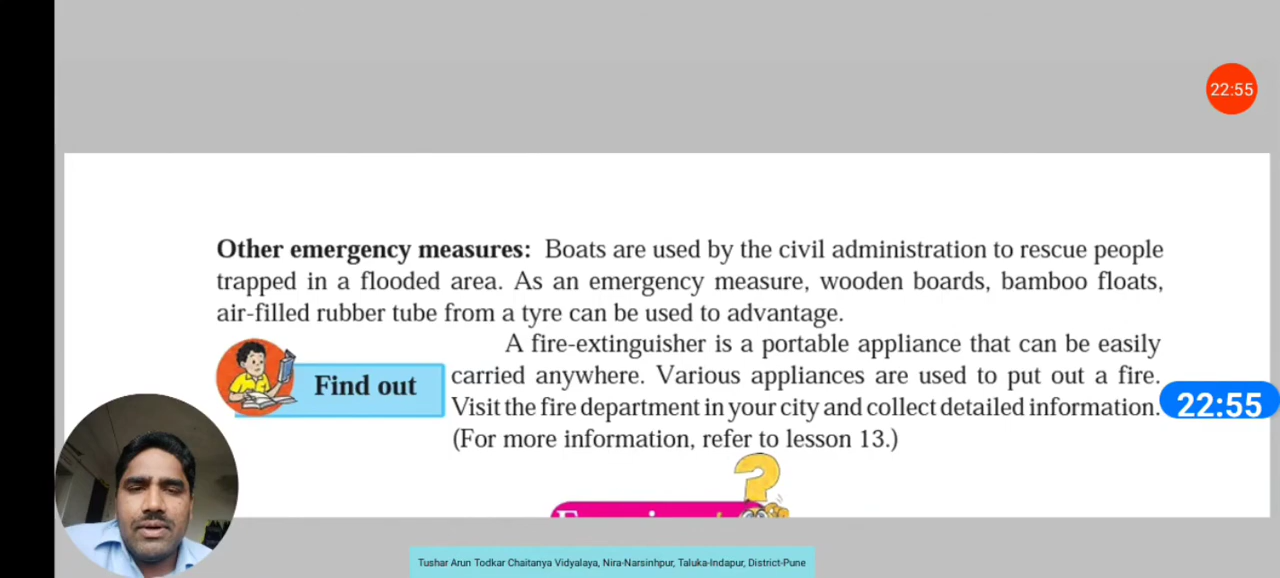 22:55
Other emergency measures: Boats are used by the civil administration to rescue people
trapped in a flooded area. As an emergency measure, wooden boards, bamboo floats,
air-filled rubber tube from a tyre can be used to advantage.
A fire-extinguisher is a portable appliance that can be easily
Find out
carried anywhere. Various appliances are used to put out a fire.
Visit the fire department in your city and collect detailed information.
22:55
(For more information, refer to lesson 13.)
?
Tushar Arun Todkar Chaitanya Vidyalaya, Nira-Narsinhpur, Taluka-Indapur, District-Pune